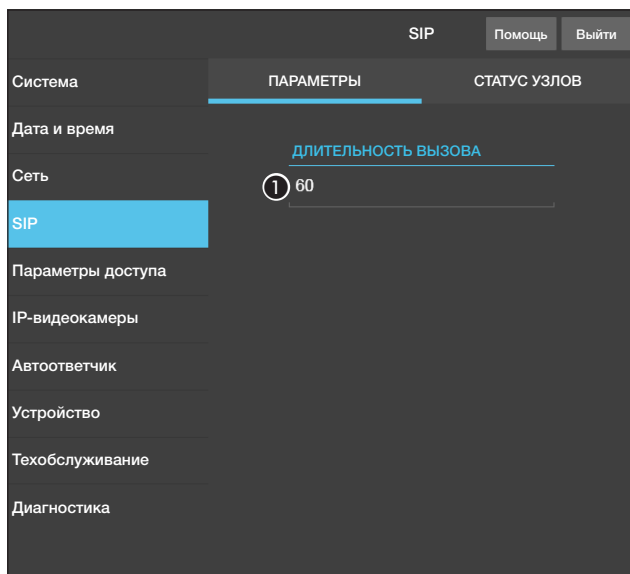 SIP Помощь Выйти
Система
ПАРАМЕТРЫ СТАТУС УЗЛОВ
Дата и время
ДЛИТЕЛЬНОСТЬ ВЫЗОВА
Сеть
1 60
SIP
Параметры доступа
IP-видеокамеры
Автоответчик
Устройство
Техобслуживание
Диагностика